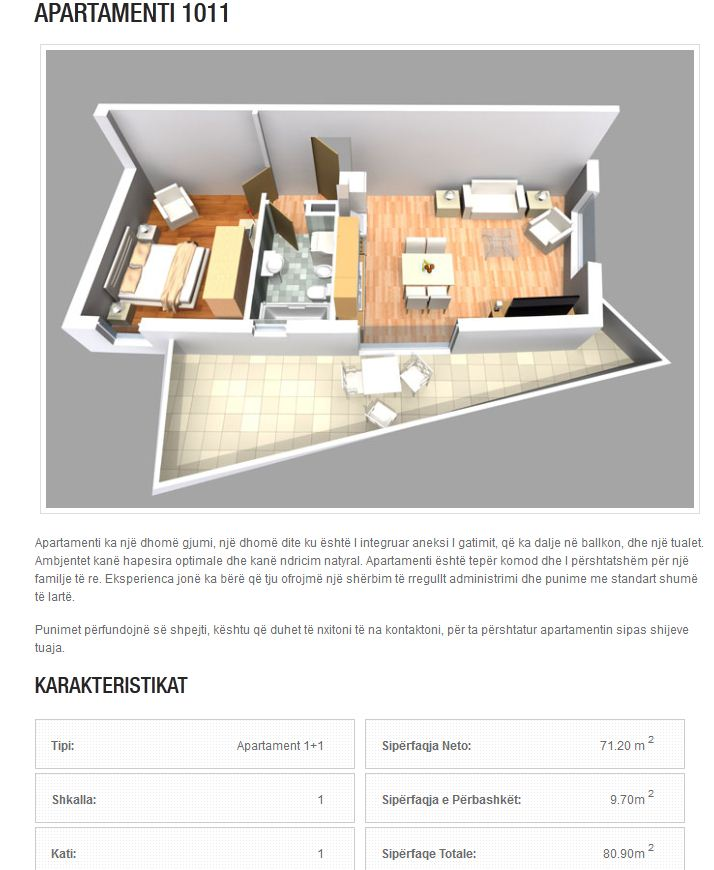 APARTAMENTI 1011
Apartamenti ka një dhomë gjumi, një dhomë dite ku është I integruar aneksi I gatimit, që ka dalje në ballkon, dhe një tualet.
Ambjentet kanë hapesira optimale dhe kanë ndricim natyral. Apartamenti është tepër komod dhe I përshtatshëm për një
familje të re. Eksperienca jonë ka bërë që tju ofrojmë një shërbim të rregullt administrimi dhe punime me standart shumë
të lartë.
Punimet përfundojnë së shpejti, kështu që duhet të nxitoni të na kontaktoni, për ta përshtatur apartamentin sipas shijeve
tuaja.
KARAKTERISTIKAT
Tipi: Apartament 1+1
Sipërfaqja Neto: 71.20 m 2
Shkalla: 1
Sipërfaqja e Përbashkët: 9.70m 2
Kati: 1
Sipërfaqe Totale: 80.90m 2